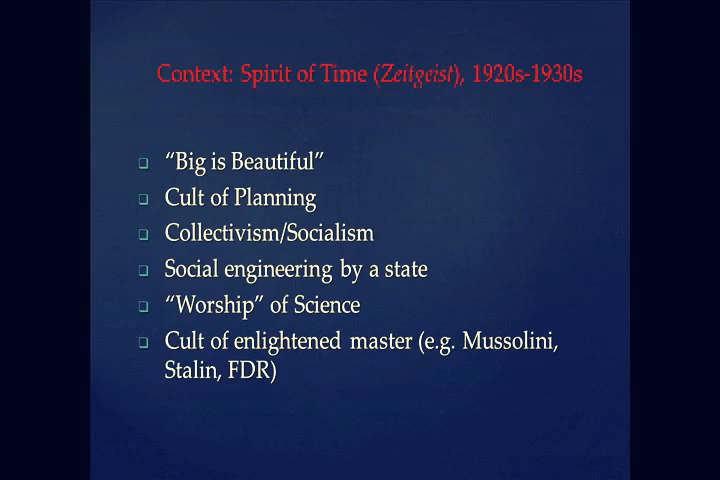 Context: Spirit of Time (Zeitgeist), 1920s-1930s
“Big is Beautiful”
Cult of Planning
Collectivism/Socialism
Social engineering by a state
“Worship” of Science
Cult of enlightened master (e.g. Mussolini,
Stalin, FDR)